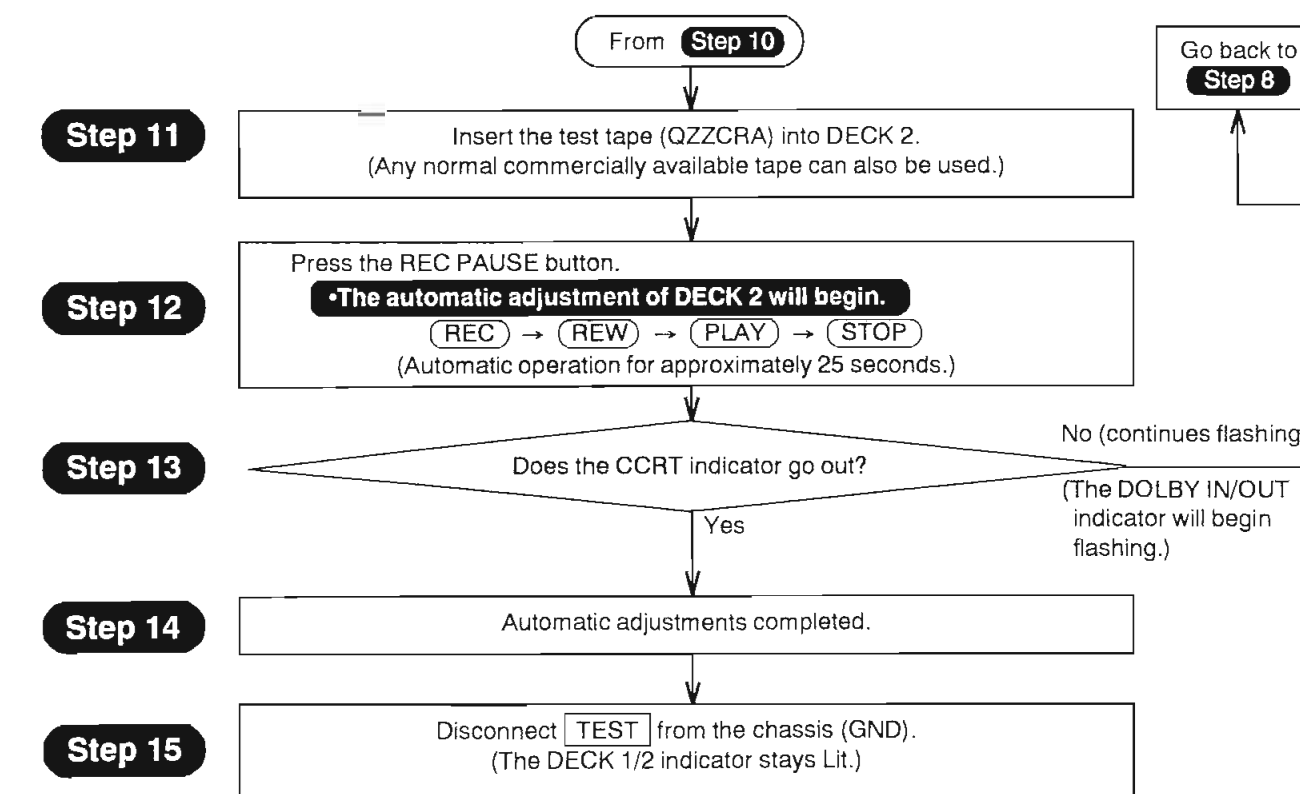 From Step 10
Go back to
Step 8
Step 11
Insert the test tape (QZZCRA) into DECK 2.
(Any normal commercially available tape can also be used.)
Step 12
Press the REC PAUSE button.
•The automatic adjustment of DECK 2 will begin.
REC → REW → PLAY → STOP
(Automatic operation for approximately 25 seconds.)
Step 13
Does the CCRT indicator go out?
No (continues flashing
(The DOLBY IN/OUT
indicator will begin
flashing.)
Yes
Step 14
Automatic adjustments completed.
Step 15
Disconnect TEST from the chassis (GND).
(The DECK 1/2 indicator stays Lit.)